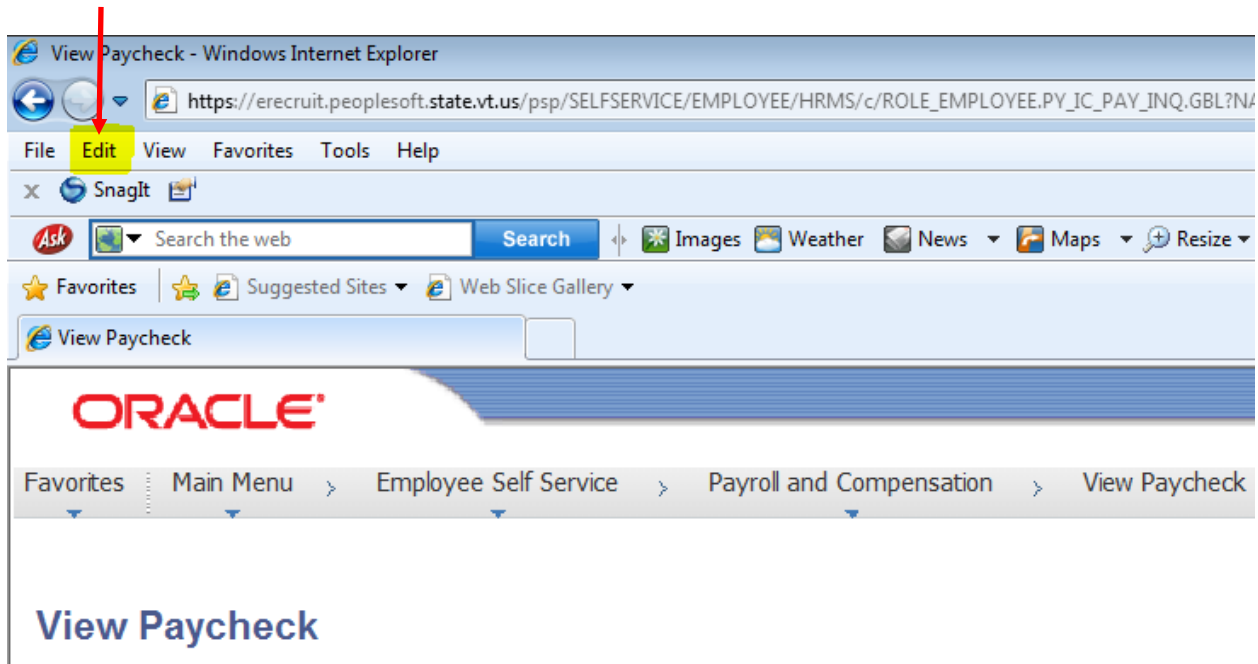 View Paycheck - Windows Internet Explorer
https://erecruit.peoplesoft.state.vt.us/psp/SELFSERVICE/EMPLOYEE/HRMS/c/ROLE_EMPLOYEE.PY_IC_PAY_INQ.GBL?NA
File Edit View Favorites Tools Help
x SnagIt
Ask Search the web Search Images Weather News Maps Resize
Favorites Suggested Sites Web Slice Gallery
View Paycheck
ORACLE
Favorites Main Menu > Employee Self Service > Payroll and Compensation > View Paycheck
View Paycheck